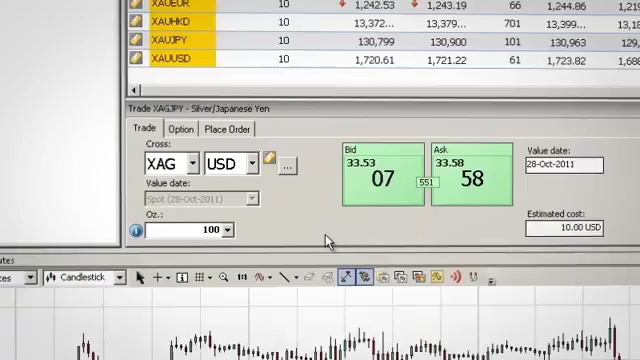 XAUEUR 10 1,242.53 1,243.19 66 1,244.86
XAUHKD 10 13,372... 13,372... 701 13,399...
XAUJPY 10 130,799 130,900 101 130,963
XAUUSD 10 1,720.61 1,721.22 61 1,723.82
Trade XAGJPY - Silver/Japanese Yen
Trade Option Place Order
Cross:
XAG USD ...
Value date:
Spot (28-Oct-2011)
Oz.:
100
Bid
33.53
07
551
Ask
33.58
58
Value date:
28-Oct-2011
Estimated cost:
10.00 USD
Candlestick
1:1